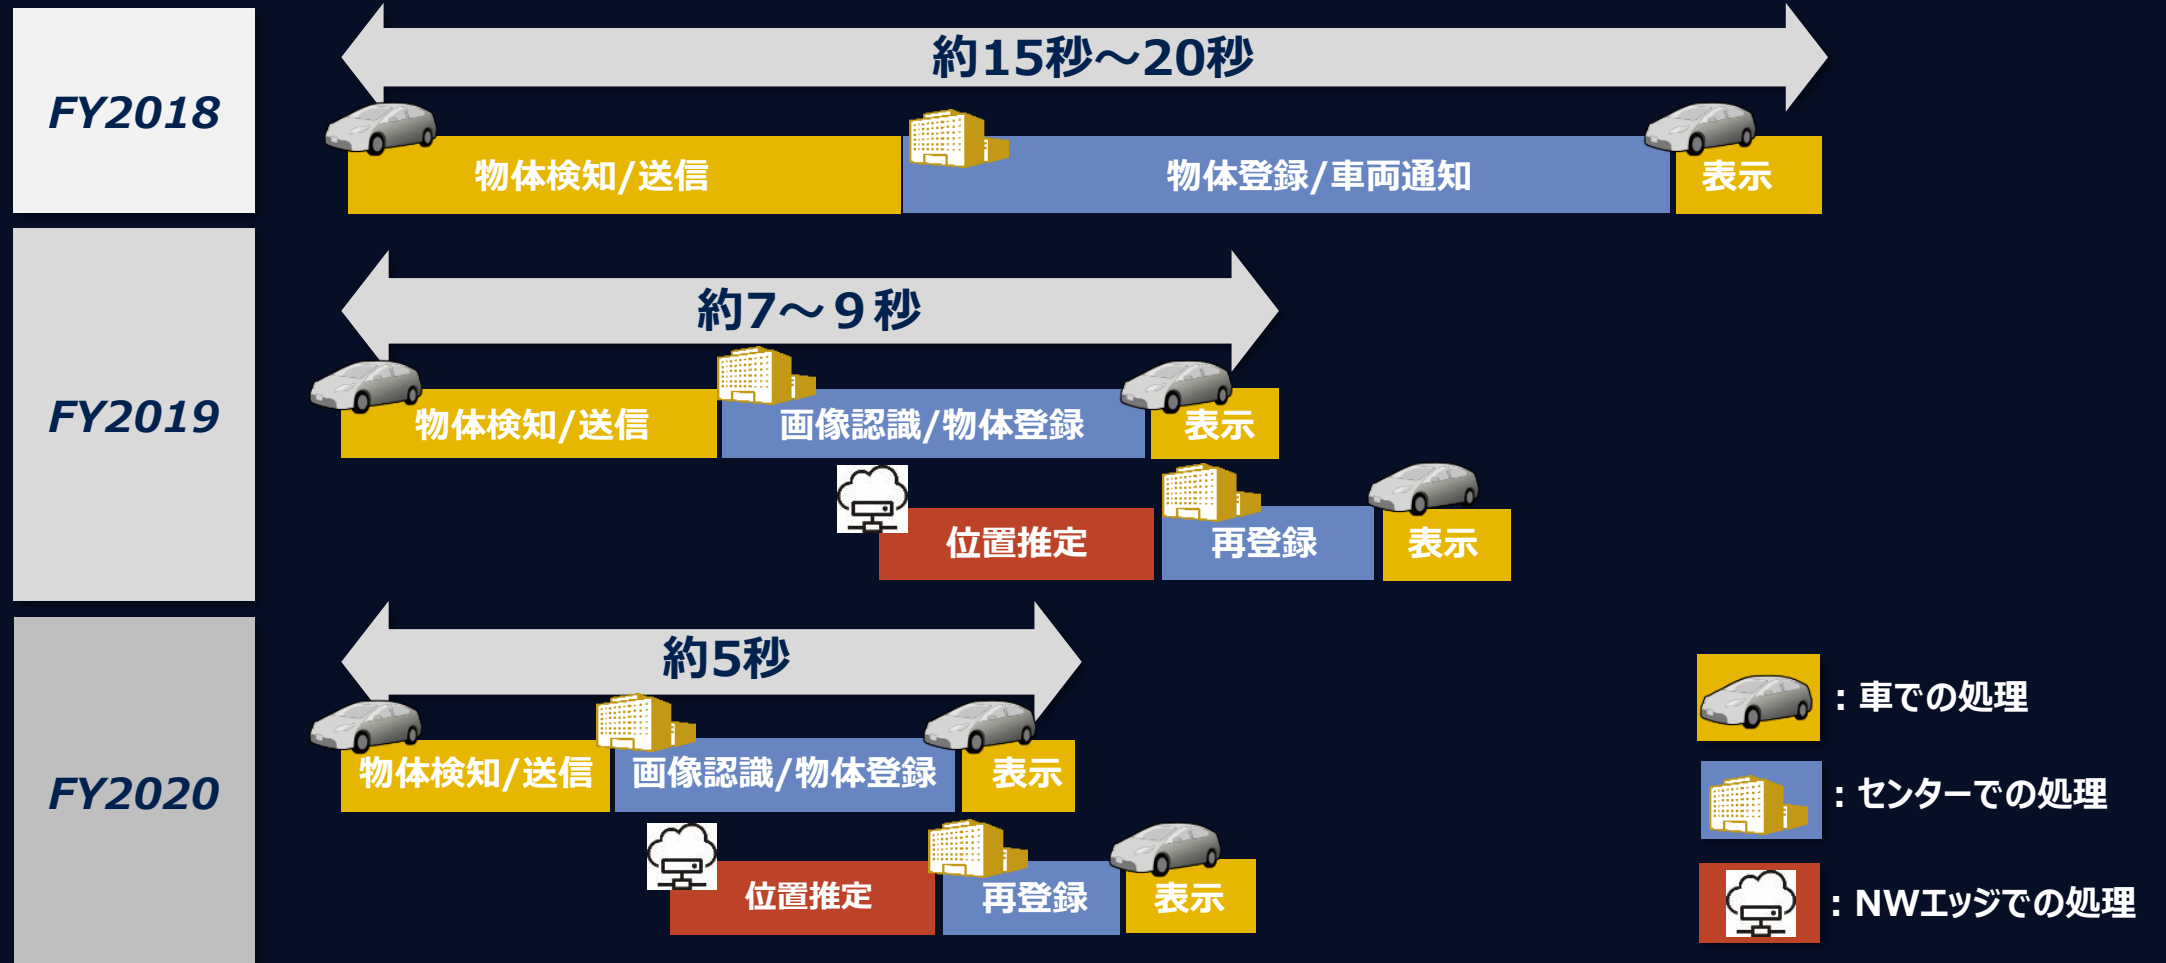 FY2018
約15秒～20秒
物体検知/送信
物体登録/車両通知
表示
FY2019
約7～９秒
物体検知/送信
画像認識/物体登録
表示
位置推定
再登録
表示
FY2020
約5秒
物体検知/送信
画像認識/物体登録
表示
位置推定
再登録
表示
：車での処理
：センターでの処理
：NWエッジでの処理